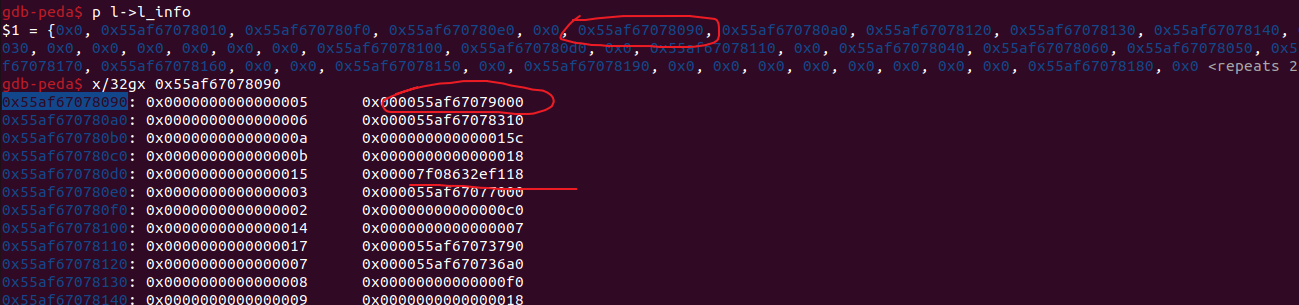 gdb-peda$ p l->l_info
$1 = {0x0, 0x55af67078010, 0x55af670780f0, 0x55af670780e0, 0x0, 0x55af67078090, 0x55af670780a0, 0x55af67078120, 0x55af67078130, 0x55af67078140,
030, 0x0, 0x0, 0x0, 0x0, 0x0, 0x0, 0x55af67078100, 0x55af670780d0, 0x0, 0x55af67078110, 0x0, 0x55af67078040, 0x55af67078060, 0x55af67078050, 0x5
f67078170, 0x55af67078160, 0x0, 0x0, 0x55af67078150, 0x0, 0x55af67078190, 0x0, 0x0, 0x0, 0x0, 0x0, 0x0, 0x0, 0x0, 0x55af67078180, 0x0 <repeats 2
gdb-peda$ x/32gx 0x55af67078090
0x55af67078090: 0x0000000000000005 0x000055af67079000
0x55af670780a0: 0x0000000000000006 0x000055af67078310
0x55af670780b0: 0x000000000000000a 0x000000000000015c
0x55af670780c0: 0x000000000000000b 0x0000000000000018
0x55af670780d0: 0x0000000000000015 0x00007f08632ef118
0x55af670780e0: 0x0000000000000003 0x000055af67077000
0x55af670780f0: 0x0000000000000002 0x00000000000000c0
0x55af67078100: 0x0000000000000014 0x0000000000000007
0x55af67078110: 0x0000000000000017 0x000055af67073790
0x55af67078120: 0x0000000000000007 0x000055af670736a0
0x55af67078130: 0x0000000000000008 0x00000000000000f0
0x55af67078140: 0x0000000000000009 0x0000000000000018